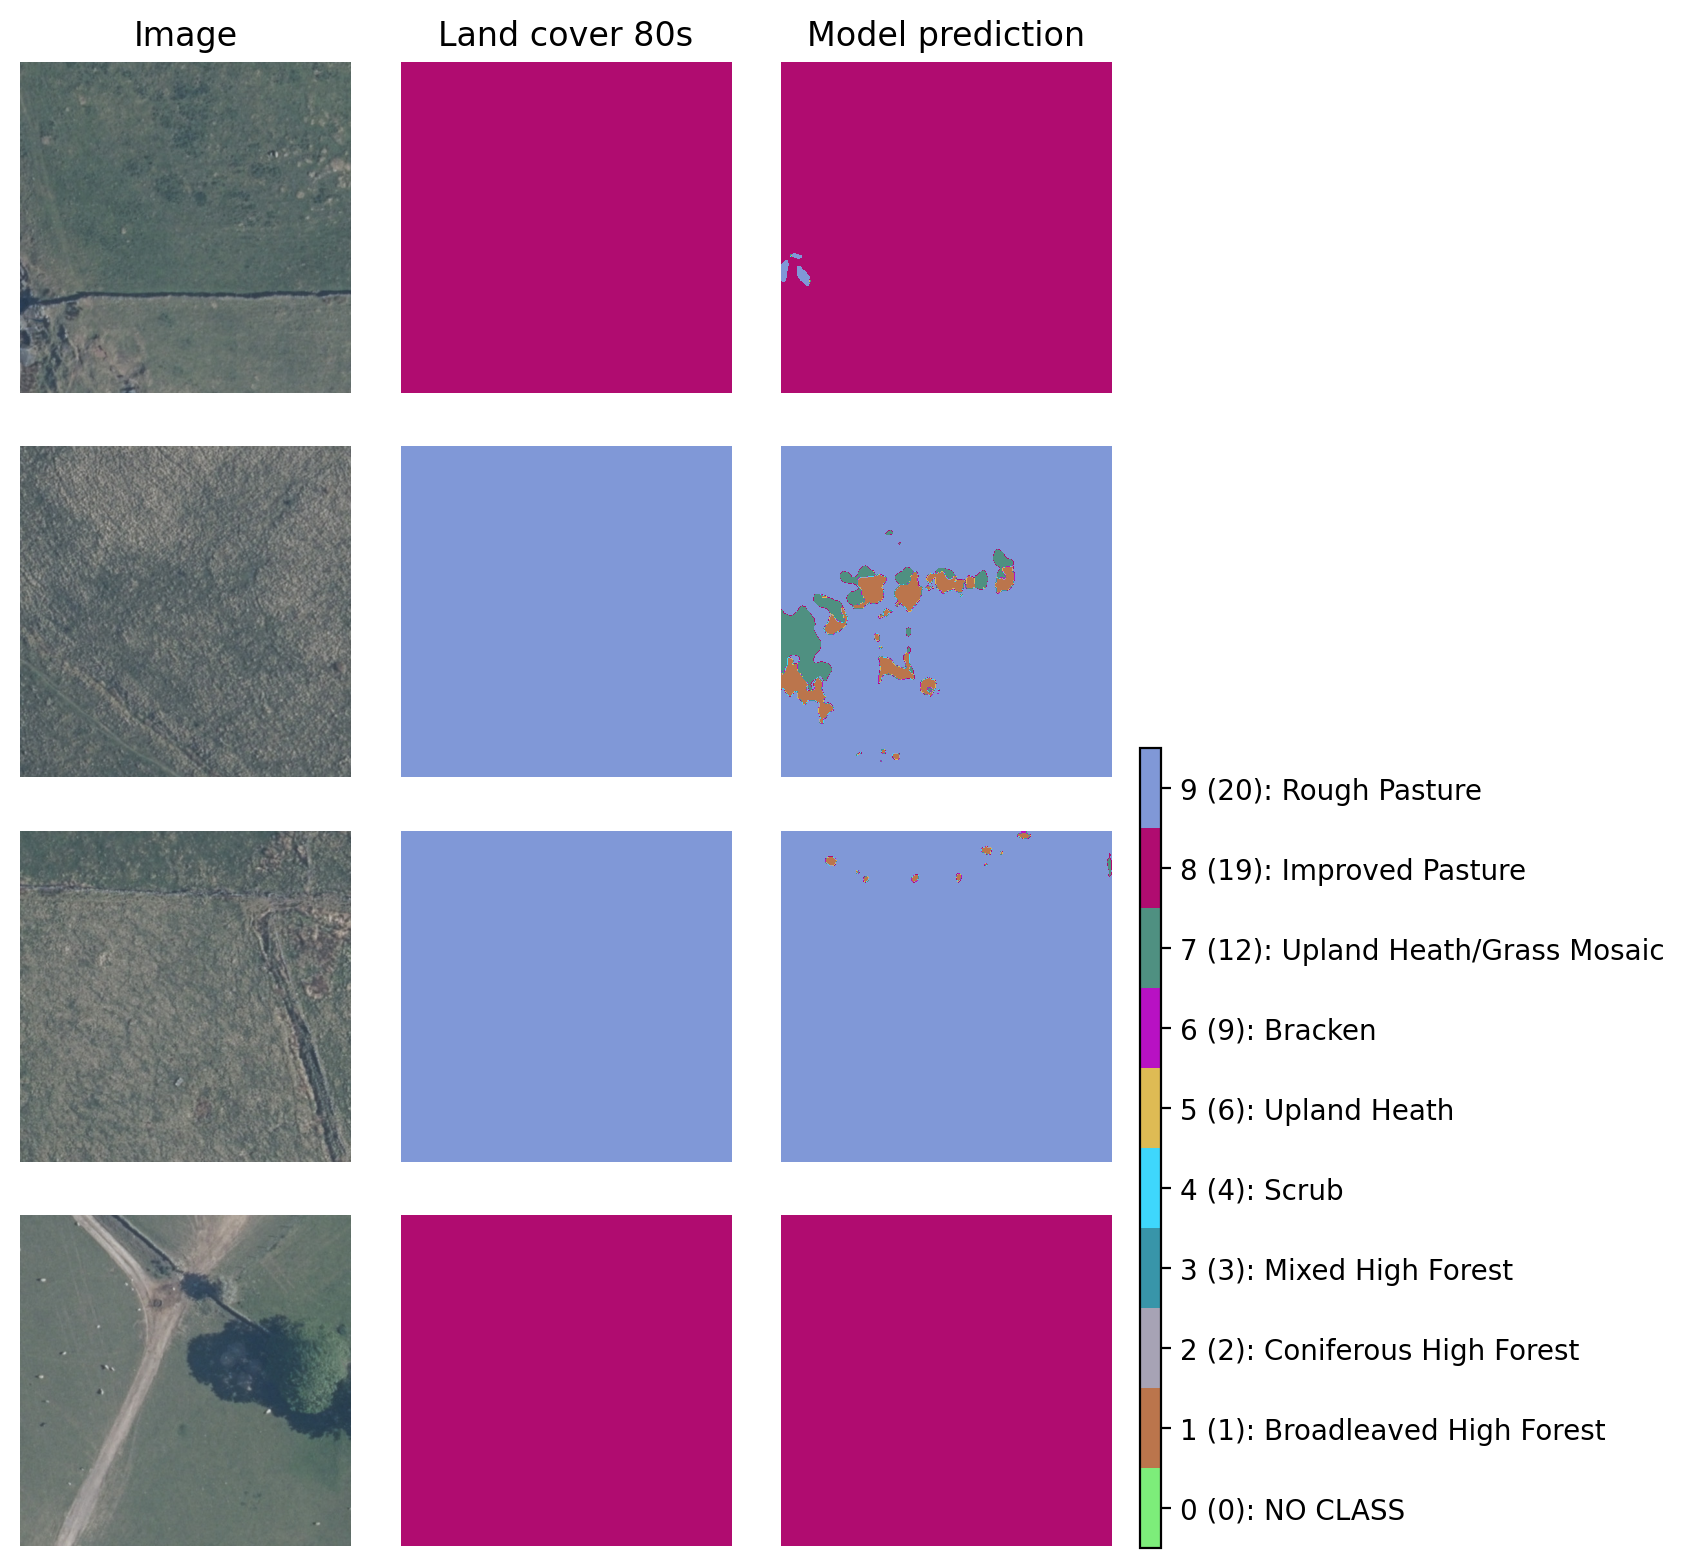 Image
Land cover 80s
Model prediction
9 (20): Rough Pasture
8 (19): Improved Pasture
7 (12): Upland Heath/Grass Mosaic
6 (9): Bracken
5 (6): Upland Heath
4 (4): Scrub
3 (3): Mixed High Forest
2 (2): Coniferous High Forest
1 (1): Broadleaved High Forest
0 (0): NO CLASS